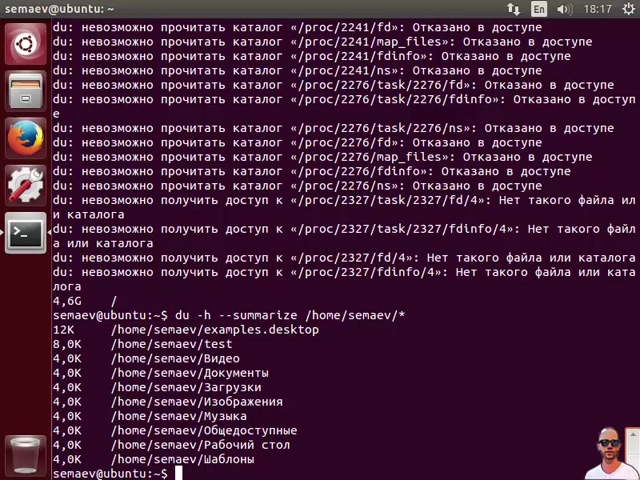 semaev@ubuntu: ~
En
18:17
du: невозможно прочитать каталог «/proc/2241/fd»: Отказано в доступе
du: невозможно прочитать каталог «/proc/2241/map_files»: Отказано в доступе
du: невозможно прочитать каталог «/proc/2241/fdinfo»: Отказано в доступе
du: невозможно прочитать каталог «/proc/2241/ns»: Отказано в доступе
du: невозможно прочитать каталог «/proc/2276/task/2276/fd»: Отказано в доступе
du: невозможно прочитать каталог «/proc/2276/task/2276/fdinfo»: Отказано в доступ
е
du: невозможно прочитать каталог «/proc/2276/task/2276/ns»: Отказано в доступе
du: невозможно прочитать каталог «/proc/2276/fd»: Отказано в доступе
du: невозможно прочитать каталог «/proc/2276/map_files»: Отказано в доступе
du: невозможно прочитать каталог «/proc/2276/fdinfo»: Отказано в доступе
du: невозможно прочитать каталог «/proc/2276/ns»: Отказано в доступе
du: невозможно получить доступ к «/proc/2327/task/2327/fd/4»: Нет такого файла ил
и каталога
du: невозможно получить доступ к «/proc/2327/task/2327/fdinfo/4»: Нет такого файл
а или каталога
du: невозможно получить доступ к «/proc/2327/fd/4»: Нет такого файла или каталога
du: невозможно получить доступ к «/proc/2327/fdinfo/4»: Нет такого файла или ката
лога
4,6G /
semaev@ubuntu:~$ du -h --summarize /home/semaev/*
12K /home/semaev/examples.desktop
8,0K /home/semaev/test
4,0K /home/semaev/Видео
4,0K /home/semaev/Документы
4,0K /home/semaev/Загрузки
4,0K /home/semaev/Изображения
4,0K /home/semaev/Музыка
4,0K /home/semaev/Общедоступные
4,0K /home/semaev/Рабочий стол
4,0K /home/semaev/Шаблоны
semaev@ubuntu:~$